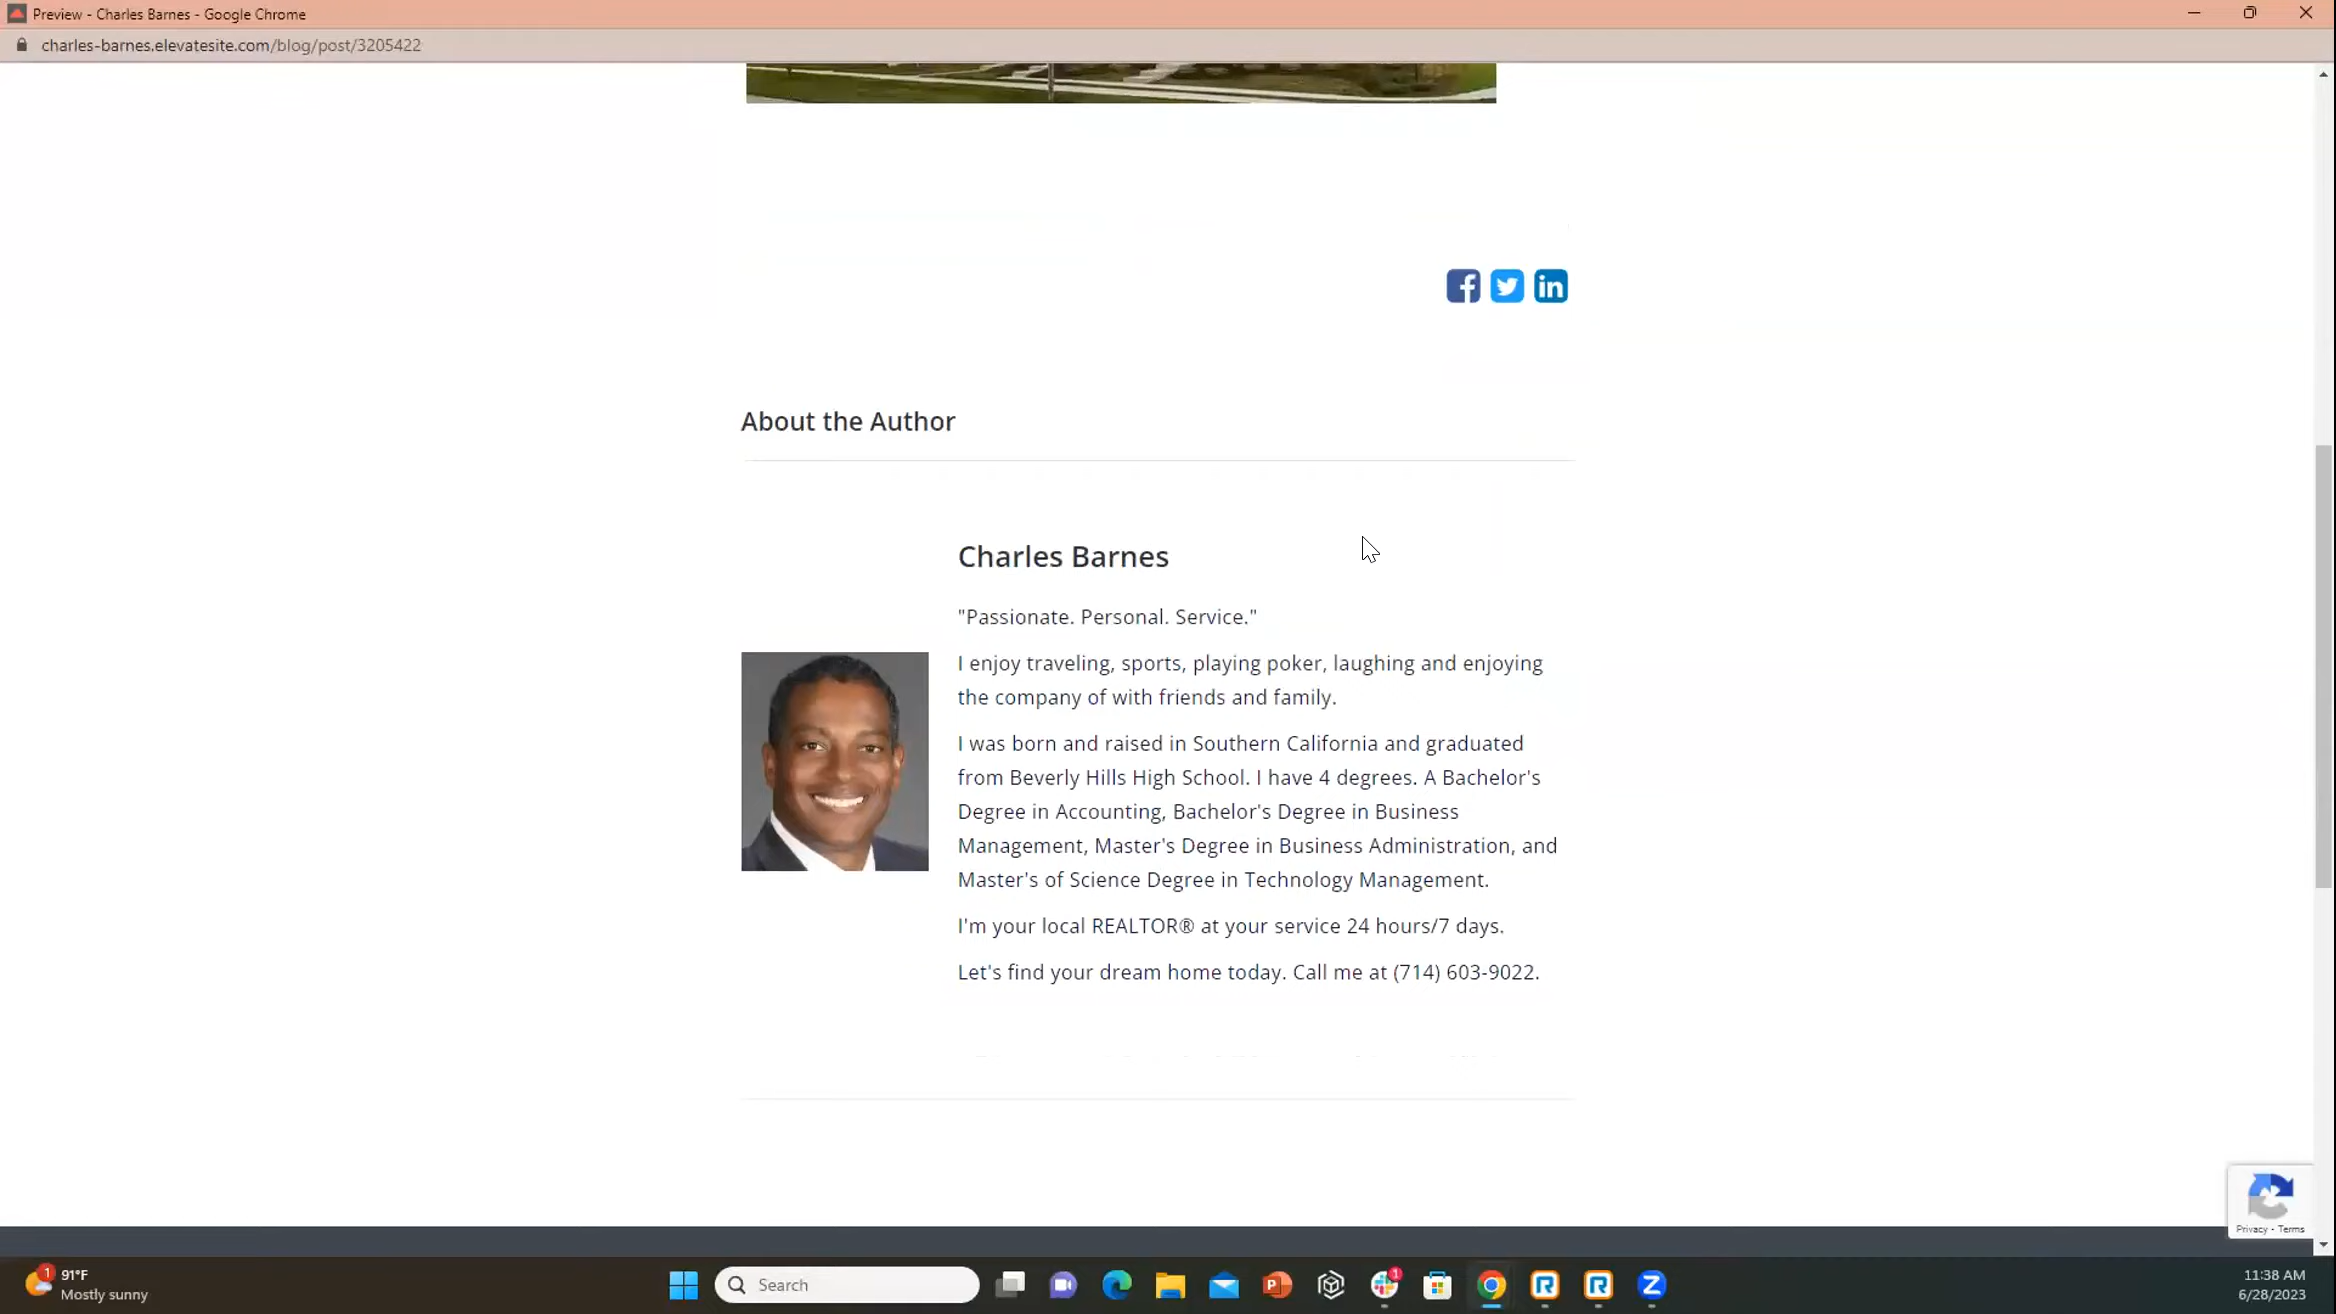 Preview - Charles Barnes - Google Chrome
charles-barnes.elevatesite.com/blog/post/3205422
About the Author
Charles Barnes
"Passionate. Personal. Service."
I enjoy traveling, sports, playing poker, laughing and enjoying
the company of with friends and family.
I was born and raised in Southern California and graduated
from Beverly Hills High School. I have 4 degrees. A Bachelor's
Degree in Accounting, Bachelor's Degree in Business
Management, Master's Degree in Business Administration, and
Master's of Science Degree in Technology Management.
I'm your local REALTOR® at your service 24 hours/7 days.
Let's find your dream home today. Call me at (714) 603-9022.
Privacy - Terms
1
91°F
Mostly sunny
Search
1
11:38 AM
6/28/2023